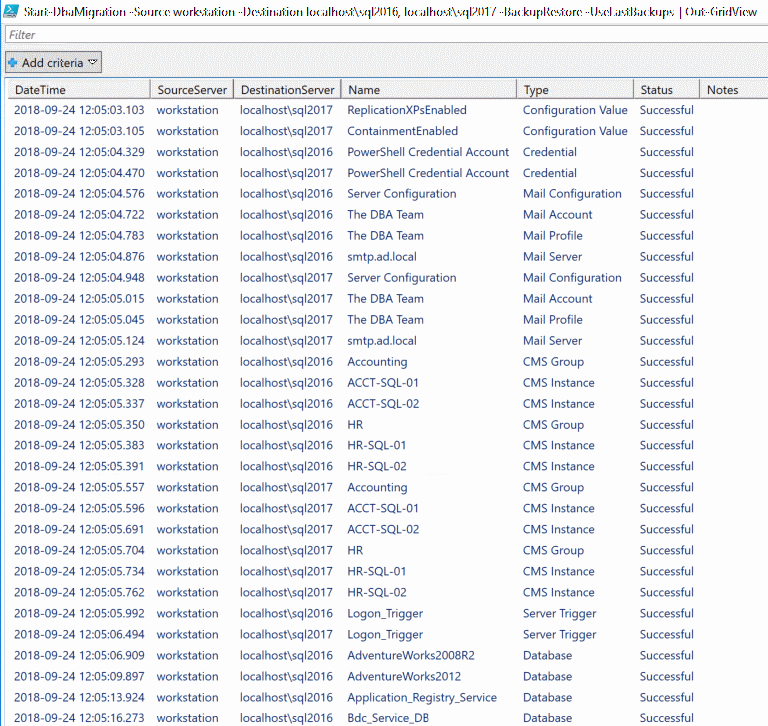 Start-DbaMigration -Source workstation -Destination localhost\sql2016, localhost\sql2017 -BackupRestore -UseLastBackups | Out-GridView
Filter
Add criteria
DateTime SourceServer DestinationServer Name Type Status Notes
2018-09-24 12:05:03.103 workstation localhost\sql2017 ReplicationXPsEnabled Configuration Value Successful
2018-09-24 12:05:03.105 workstation localhost\sql2017 ContainmentEnabled Configuration Value Successful
2018-09-24 12:05:04.329 workstation localhost\sql2016 PowerShell Credential Account Credential Successful
2018-09-24 12:05:04.470 workstation localhost\sql2017 PowerShell Credential Account Credential Successful
2018-09-24 12:05:04.576 workstation localhost\sql2016 Server Configuration Mail Configuration Successful
2018-09-24 12:05:04.722 workstation localhost\sql2016 The DBA Team Mail Account Successful
2018-09-24 12:05:04.783 workstation localhost\sql2016 The DBA Team Mail Profile Successful
2018-09-24 12:05:04.876 workstation localhost\sql2016 smtp.ad.local Mail Server Successful
2018-09-24 12:05:04.948 workstation localhost\sql2017 Server Configuration Mail Configuration Successful
2018-09-24 12:05:05.015 workstation localhost\sql2017 The DBA Team Mail Account Successful
2018-09-24 12:05:05.045 workstation localhost\sql2017 The DBA Team Mail Profile Successful
2018-09-24 12:05:05.124 workstation localhost\sql2017 smtp.ad.local Mail Server Successful
2018-09-24 12:05:05.293 workstation localhost\sql2016 Accounting CMS Group Successful
2018-09-24 12:05:05.328 workstation localhost\sql2016 ACCT-SQL-01 CMS Instance Successful
2018-09-24 12:05:05.337 workstation localhost\sql2016 ACCT-SQL-02 CMS Instance Successful
2018-09-24 12:05:05.350 workstation localhost\sql2016 HR CMS Group Successful
2018-09-24 12:05:05.383 workstation localhost\sql2016 HR-SQL-01 CMS Instance Successful
2018-09-24 12:05:05.391 workstation localhost\sql2016 HR-SQL-02 CMS Instance Successful
2018-09-24 12:05:05.557 workstation localhost\sql2017 Accounting CMS Group Successful
2018-09-24 12:05:05.596 workstation localhost\sql2017 ACCT-SQL-01 CMS Instance Successful
2018-09-24 12:05:05.691 workstation localhost\sql2017 ACCT-SQL-02 CMS Instance Successful
2018-09-24 12:05:05.704 workstation localhost\sql2017 HR CMS Group Successful
2018-09-24 12:05:05.734 workstation localhost\sql2017 HR-SQL-01 CMS Instance Successful
2018-09-24 12:05:05.762 workstation localhost\sql2017 HR-SQL-02 CMS Instance Successful
2018-09-24 12:05:05.992 workstation localhost\sql2016 Logon_Trigger Server Trigger Successful
2018-09-24 12:05:06.494 workstation localhost\sql2017 Logon_Trigger Server Trigger Successful
2018-09-24 12:05:06.909 workstation localhost\sql2016 AdventureWorks2008R2 Database Successful
2018-09-24 12:05:09.897 workstation localhost\sql2016 AdventureWorks2012 Database Successful
2018-09-24 12:05:13.924 workstation localhost\sql2016 Application_Registry_Service Database Successful
2018-09-24 12:05:16.273 workstation localhost\sql2016 Bdc_Service_DB Database Successful